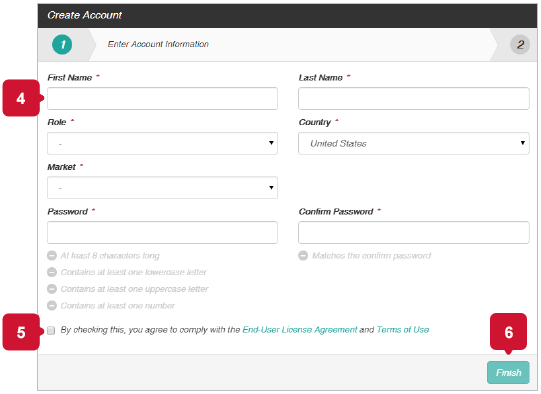 Create Account
1 Enter Account Information 2
First Name * Last Name *
4
Role * Country *
- United States
Market *
-
Password * Confirm Password *
At least 8 characters long Matches the confirm password
Contains at least one lowercase letter
Contains at least one uppercase letter
Contains at least one number
5 By checking this, you agree to comply with the End-User License Agreement and Terms of Use
6
Finish